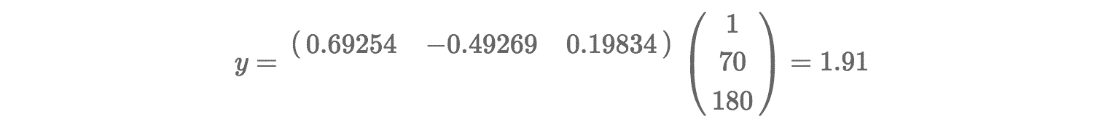 y = ( 0.69254 −0.49269 0.19834 ) ( 1 70 180 ) = 1.91